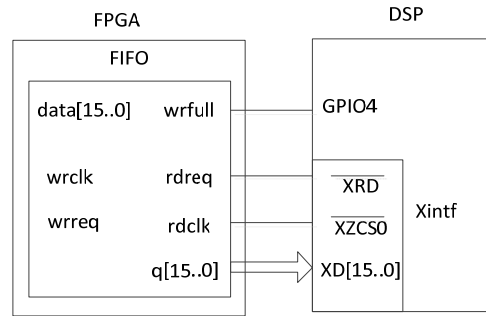 FPGA
DSP
FIFO
data[15..0] wrfull
GPIO4
wrclk rdreq
XRD
wrreq rdclk
XZCS0
Xintf
q[15..0]
XD[15..0]